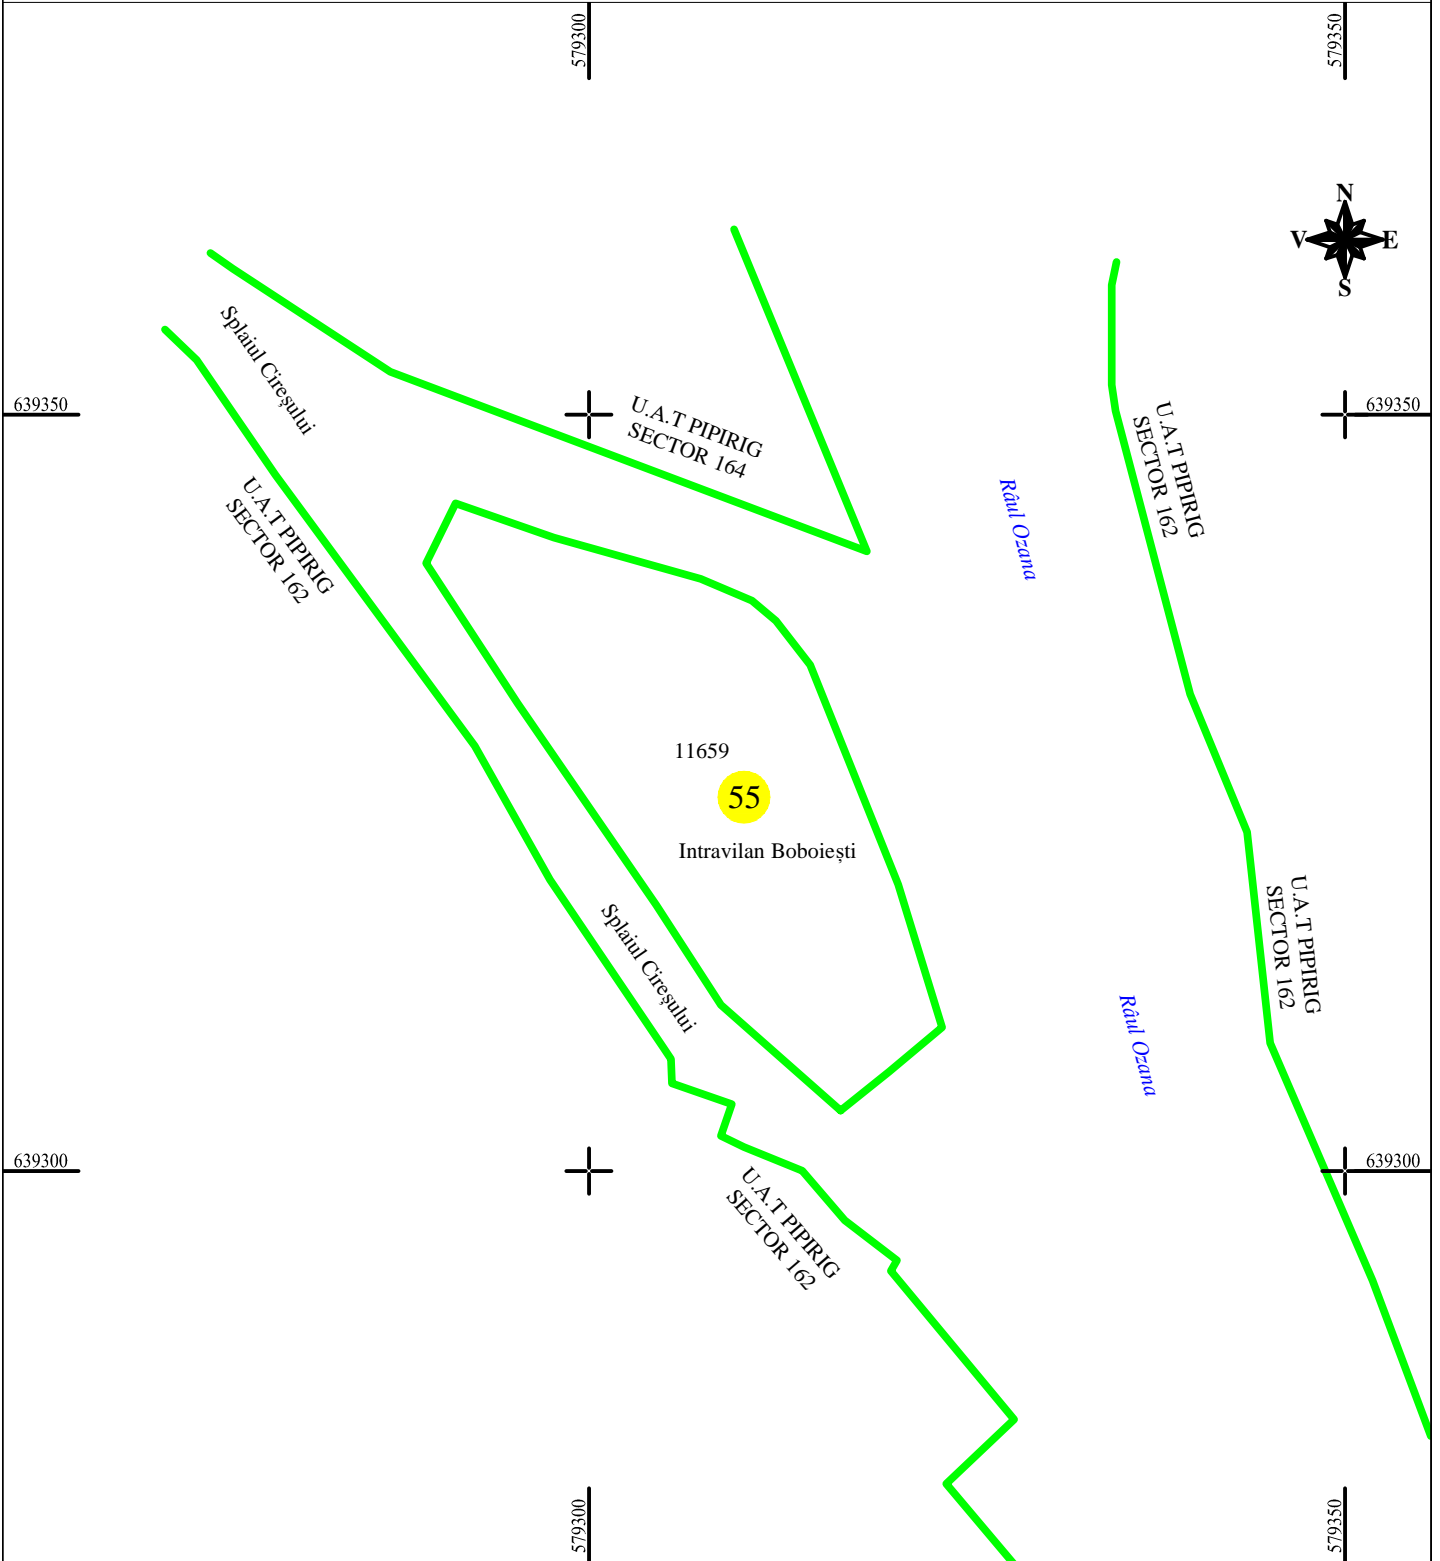 579300
579350
N
V E
S
Splaiul Cireșului
639350
U.A.T PIPIRIG
SECTOR 164
639350
U.A.T PIPIRIG
SECTOR 162
U.A.T PIPIRIG
SECTOR 162
Râul Ozana
11659
55
Intravilan Boboiești
Splaiul Cireșului
U.A.T PIPIRIG
SECTOR 162
Râul Ozana
639300
639300
U.A.T PIPIRIG
SECTOR 162
579300
579350